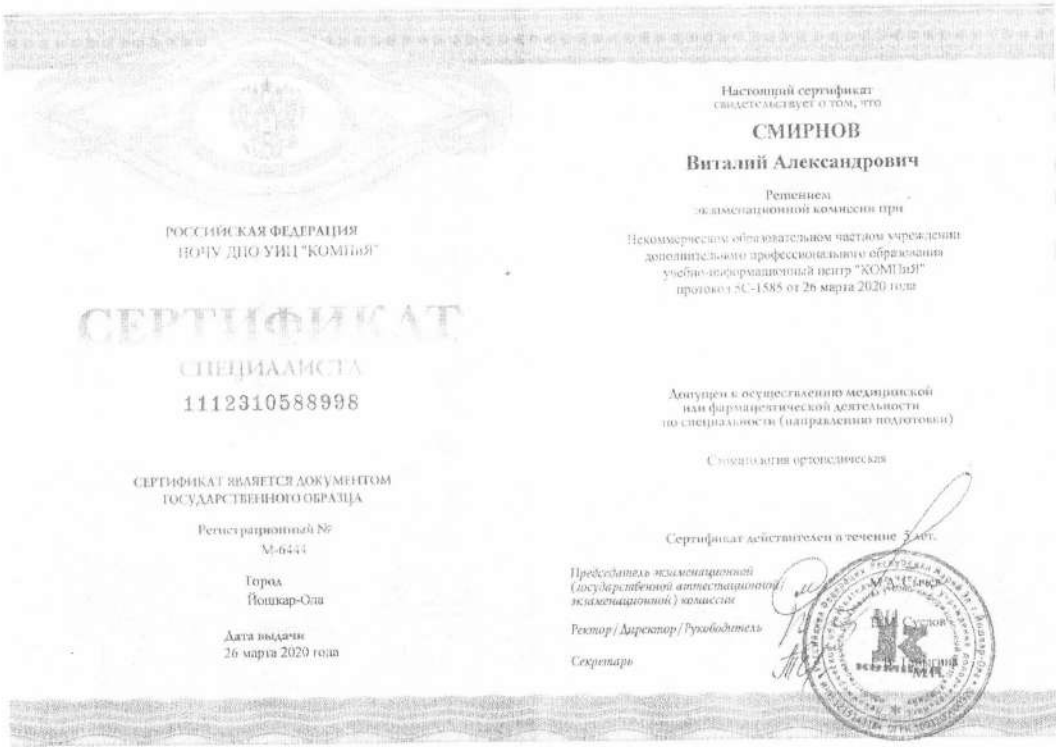 РОССИЙСКАЯ ФЕДЕРАЦИЯ
НОЧУ ДПО УИЦ "КОМПиЯ"
СЕРТИФИКАТ
СПЕЦИАЛИСТА
1112310588998
СЕРТИФИКАТ ЯВЛЯЕТСЯ ДОКУМЕНТОМ
ГОСУДАРСТВЕННОГО ОБРАЗЦА
Регистрационный №
М-6444
Город
Йошкар-Ола
Дата выдачи
26 марта 2020 года
Настоящий сертификат
свидетельствует о том, что
СМИРНОВ
Виталий Александрович
Решением
экзаменационной комиссии при
Некоммерческом образовательном частном учреждении
дополнительного профессионального образования
учебно-информационный центр "КОМПиЯ"
протокол 5С-1585 от 26 марта 2020 года
Допущен к осуществлению медицинской
или фармацевтической деятельности
по специальности (направлению подготовки)
Стоматология ортопедическая
Сертификат действителен в течение 5 лет.
Председатель экзаменационной
(государственной аттестационной/
экзаменационной) комиссии
Ректор/Директор/Руководитель
Суслов
Секретарь
М.П.